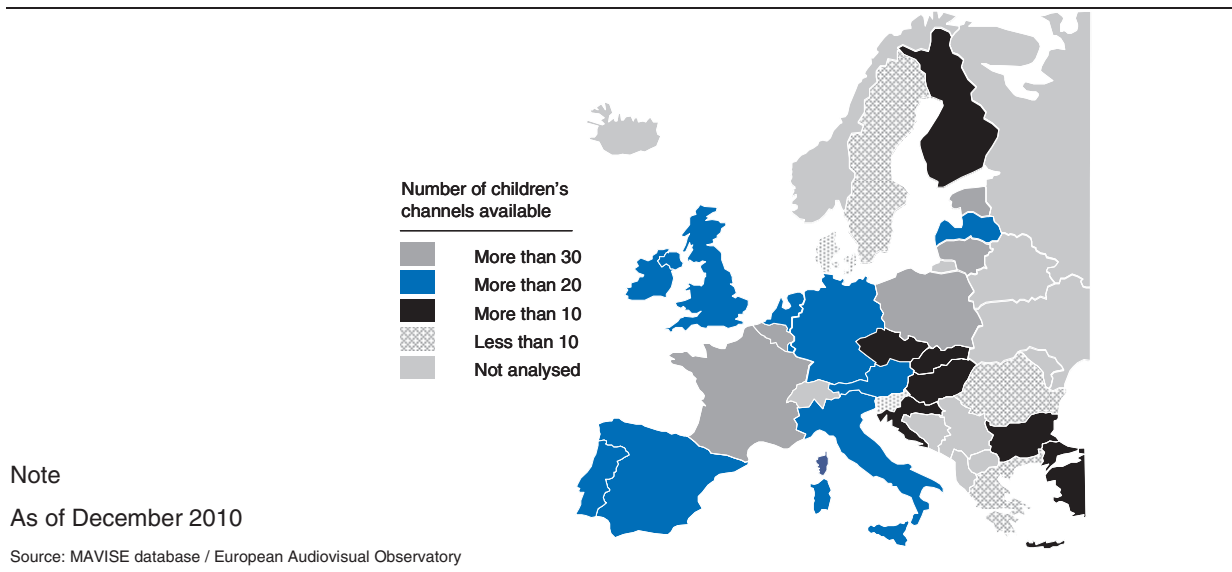 Number of children's
channels available
More than 30
More than 20
More than 10
Less than 10
Not analysed
Note
As of December 2010
Source: MAVISE database / European Audiovisual Observatory